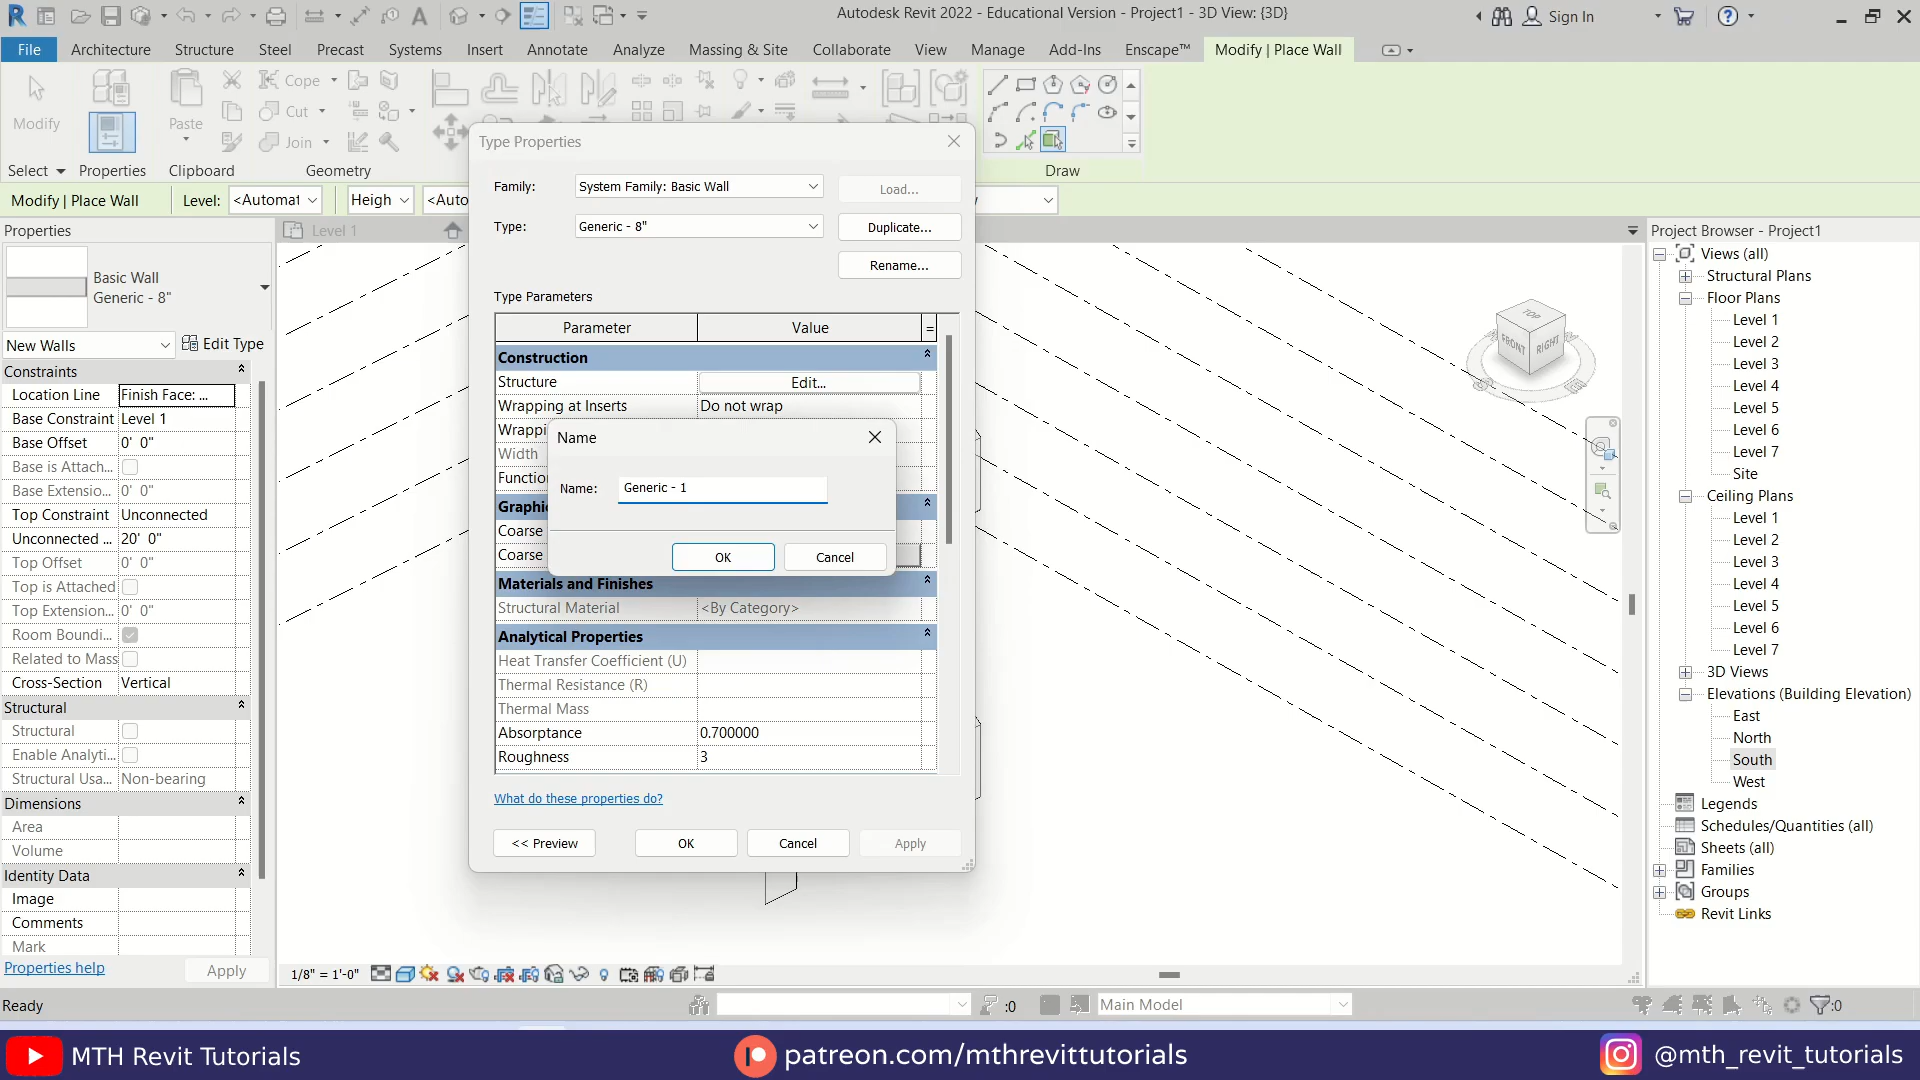 Autodesk Revit 2022 - Educational Version - Project1 - 3D View: {3D}
Sign In
File Architecture Structure Steel Precast Systems Insert Annotate Analyze Massing & Site Collaborate View Manage Add-Ins Enscape™ Modify | Place Wall
Modify
Paste
Cope
Cut
Join
Select Properties Clipboard Geometry Draw
Modify | Place Wall Level: <Automat Heigh <Auto
Properties
Basic Wall
Generic - 8"
New Walls Edit Type
Constraints
Location Line Finish Face: ...
Base Constraint Level 1
Base Offset 0' 0"
Base is Attach...
Base Extensio... 0' 0"
Top Constraint Unconnected
Unconnected ... 20' 0"
Top Offset 0' 0"
Top is Attached
Top Extension... 0' 0"
Room Boundi...
Related to Mass
Cross-Section Vertical
Structural
Structural
Enable Analyti...
Structural Usa... Non-bearing
Dimensions
Area
Volume
Identity Data
Image
Comments
Mark
Properties help Apply
Level 1
Type Properties
Family: System Family: Basic Wall Load...
Type: Generic - 8" Duplicate...
Rename...
Type Parameters
Parameter Value =
Construction
Structure Edit...
Wrapping at Inserts Do not wrap
Wrappi
Width
Functio
Graphi
Coarse
Coarse
Name
Name: Generic - 1
OK Cancel
Materials and Finishes
Structural Material <By Category>
Analytical Properties
Heat Transfer Coefficient (U)
Thermal Resistance (R)
Thermal Mass
Absorptance 0.700000
Roughness 3
What do these properties do?
<< Preview OK Cancel Apply
TOP
FRONT RIGHT
Project Browser - Project1
Views (all)
Structural Plans
Floor Plans
Level 1
Level 2
Level 3
Level 4
Level 5
Level 6
Level 7
Site
Ceiling Plans
Level 1
Level 2
Level 3
Level 4
Level 5
Level 6
Level 7
3D Views
Elevations (Building Elevation)
East
North
South
West
Legends
Schedules/Quantities (all)
Sheets (all)
Families
Groups
Revit Links
1/8" = 1'-0"
Ready :0 Main Model :0
MTH Revit Tutorials patreon.com/mthrevittutorials @mth_revit_tutorials